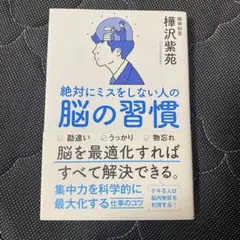 精神科医
樺沢紫苑
絶対にミスをしない人の
脳の習慣
勘違い うっかり 物忘れ
脳を最適化すれば
すべて解決できる。
集中力を科学的に
最大化する仕事のコツ
デキる人は
脳内物質を
利用する!